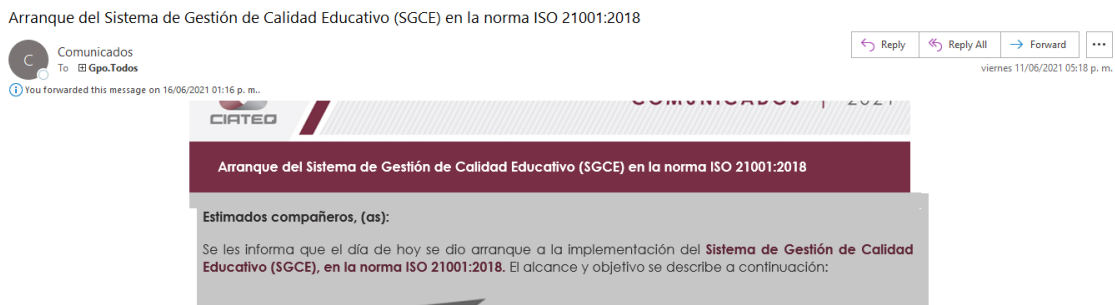 Arranque del Sistema de Gestión de Calidad Educativo (SGCE) en la norma ISO 21001:2018
C
Comunicados
To Gpo.Todos
Reply
Reply All
Forward
viernes 11/06/2021 05:18 p. m.
You forwarded this message on 16/06/2021 01:16 p. m..
CIATEQ
COMUNICADOS | 2021
Arranque del Sistema de Gestión de Calidad Educativo (SGCE) en la norma ISO 21001:2018
Estimados compañeros, (as):
Se les informa que el día de hoy se dio arranque a la implementación del Sistema de Gestión de Calidad
Educativo (SGCE), en la norma ISO 21001:2018. El alcance y objetivo se describe a continuación: